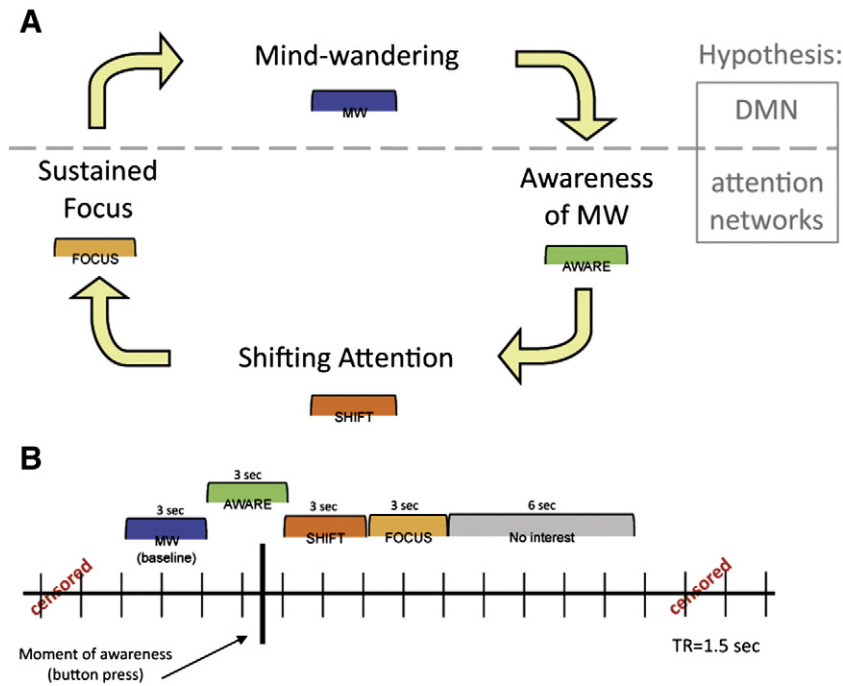 A
Mind-wandering
MW
Hypothesis:
DMN
attention
networks
Sustained
Focus
FOCUS
Awareness
of MW
AWARE
Shifting Attention
SHIFT
B
3 sec
AWARE
3 sec
MW
(baseline)
3 sec
SHIFT
3 sec
FOCUS
6 sec
No interest
censored
censored
Moment of awareness
(button press)
TR=1.5 sec